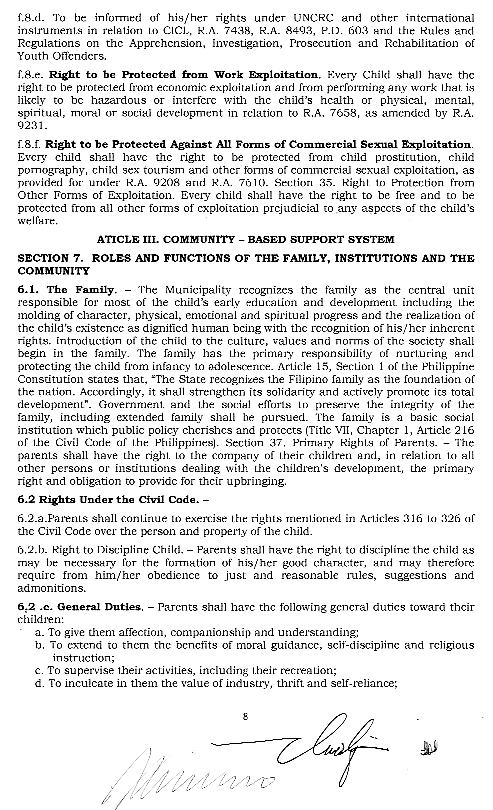 f.8.d. To be informed of his/her rights under UNCRC and other international
instruments in relation to CICL, R.A. 7438, R.A. 8493, P.D. 603 and the Rules and
Regulations on the Apprehension, Investigation, Prosecution and Rehabilitation of
Youth Offenders.
f.8.e. Right to be Protected from Work Exploitation. Every Child shall have the
right to be protected from economic exploitation and from performing any work that is
likely to be hazardous or interfere with the child's health or physical, mental,
spiritual, moral or social development in relation to R.A. 7658, as amended by R.A.
9231.
f.8.f. Right to be Protected Against All Forms of Commercial Sexual Exploitation.
Every child shall have the right to be protected from child prostitution, child
pornography, child sex tourism and other forms of commercial sexual exploitation, as
provided for under R.A. 9208 and R.A. 7610. Section 35. Right to Protection from
Other Forms of Exploitation. Every child shall have the right to be free and to be
protected from all other forms of exploitation prejudicial to any aspects of the child's
welfare.
ATICLE III. COMMUNITY – BASED SUPPORT SYSTEM
SECTION 7. ROLES AND FUNCTIONS OF THE FAMILY, INSTITUTIONS AND THE
COMMUNITY
6.1. The Family. – The Municipality recognizes the family as the central unit
responsible for most of the child's early education and development including the
molding of character, physical, emotional and spiritual progress and the realization of
the child's existence as dignified human being with the recognition of his/her inherent
rights. Introduction of the child to the culture, values and norms of the society shall
begin in the family. The family has the primary responsibility of nurturing and
protecting the child from infancy to adolescence. Article 15, Section 1 of the Philippine
Constitution states that, "The State recognizes the Filipino family as the foundation of
the nation. Accordingly, it shall strengthen its solidarity and actively promote its total
development". Government and the social efforts to preserve the integrity of the
family, including extended family shall be pursued. The family is a basic social
institution which public policy cherishes and protects (Title VII, Chapter 1, Article 216
of the Civil Code of the Philippines). Section 37. Primary Rights of Parents. – The
parents shall have the right to the company of their children and, in relation to all
other persons or institutions dealing with the children's development, the primary
right and obligation to provide for their upbringing.
6.2 Rights Under the Civil Code. –
6.2.a.Parents shall continue to exercise the rights mentioned in Articles 316 to 326 of
the Civil Code over the person and property of the child.
6.2.b. Right to Discipline Child. – Parents shall have the right to discipline the child as
may be necessary for the formation of his/her good character, and may therefore
require from him/her obedience to just and reasonable rules, suggestions and
admonitions.
6.2 .c. General Duties. – Parents shall have the following general duties toward their
children:
a. To give them affection, companionship and understanding;
b. To extend to them the benefits of moral guidance, self-discipline and religious
instruction;
c. To supervise their activities, including their recreation;
d. To inculcate in them the value of industry, thrift and self-reliance;
8